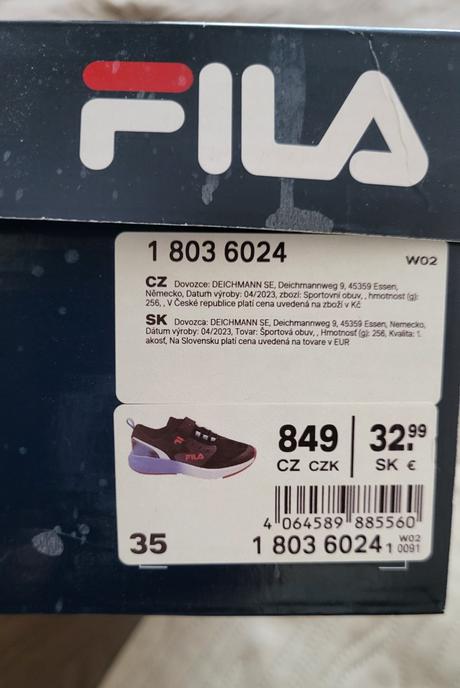 FILA
1 803 6024
W02
CZ Dovozce: DEICHMANN SE, Deichmannweg 9, 45359 Essen,
Německo, Datum výroby: 04/2023, zbozi: Sportovní obuv, , hmotnost (g):
256, , V České republice platí cena uvedená na zboží v Kč
SK Dovozca: DEICHMANN SE, Deichmannweg 9, 45359 Essen, Nemecko,
Dátum výroby: 04/2023, Tovar: Športová obuv, , Hmotnosť (g): 256, Kvalita: 1.
akosť, Na Slovensku platí cena uvedená na tovare v EUR
FILA
849
CZ CZK
32.99
SK €
4 064589 885560
35
1 803 6024 1
W02
0091